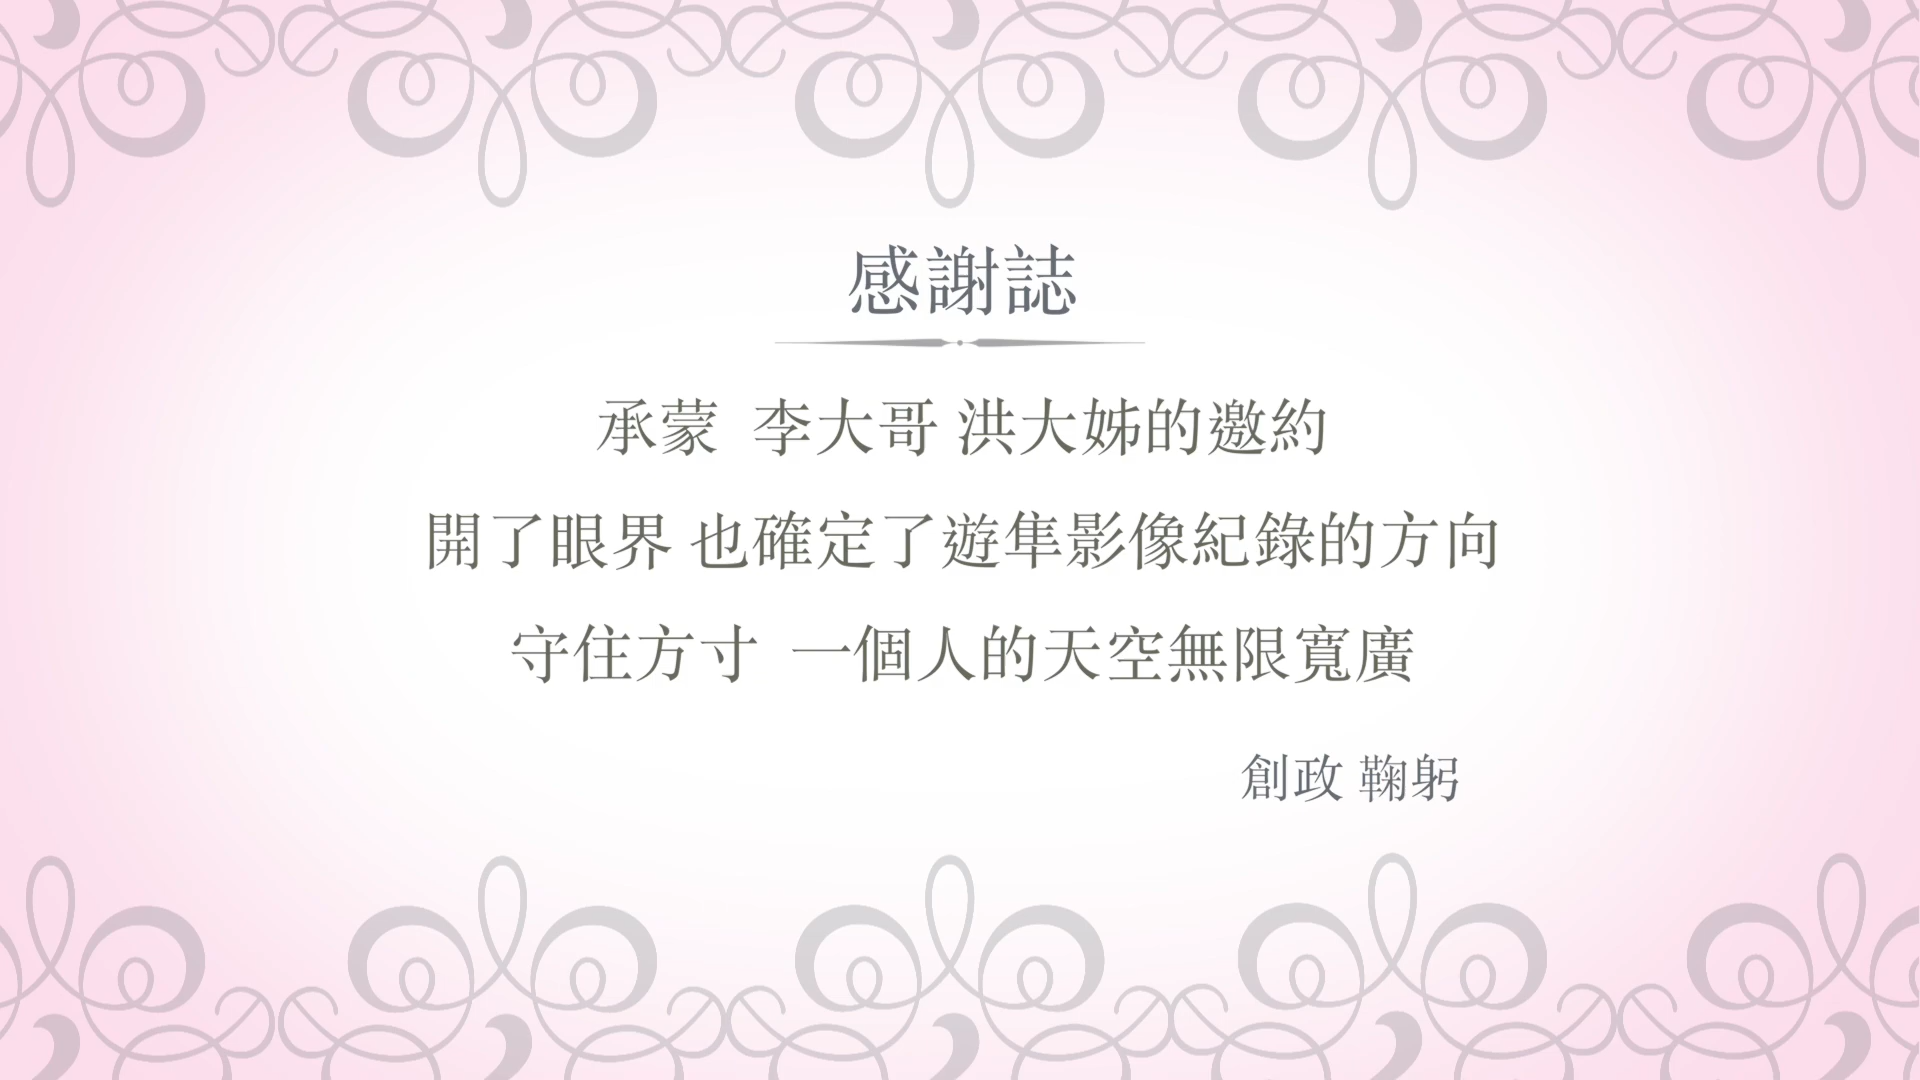 感謝誌
承蒙 李大哥 洪大姊的邀約
開了眼界 也確定了遊隼影像紀錄的方向
守住方寸 一個人的天空無限寬廣
創政 鞠躬